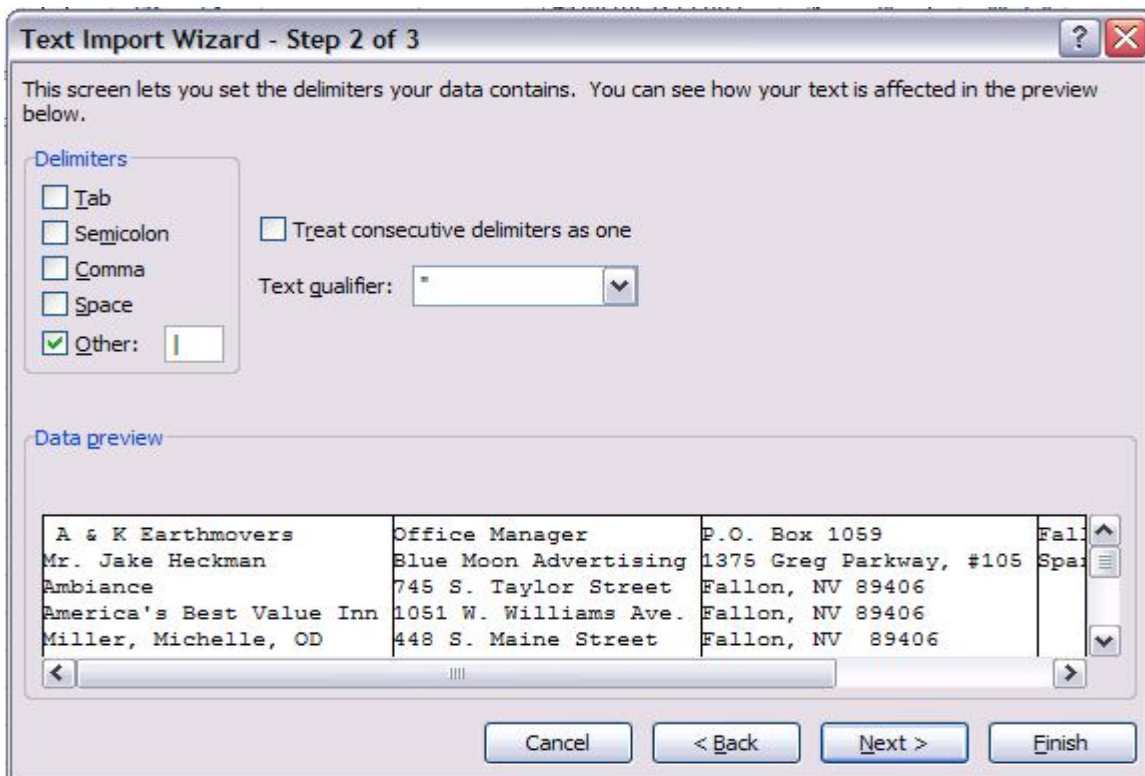 Text Import Wizard - Step 2 of 3
This screen lets you set the delimiters your data contains.  You can see how your text is affected in the preview
below.
Delimiters
Tab
Semicolon
Treat consecutive delimiters as one
Comma
Text qualifier: "
Space
Other: |
Data preview
A & K Earthmovers Office Manager P.O. Box 1059 Fall
Mr. Jake Heckman Blue Moon Advertising 1375 Greg Parkway, #105 Spar
Ambiance 745 S. Taylor Street Fallon, NV 89406
America's Best Value Inn 1051 W. Williams Ave. Fallon, NV 89406
Miller, Michelle, OD 448 S. Maine Street Fallon, NV  89406
Cancel < Back Next > Finish